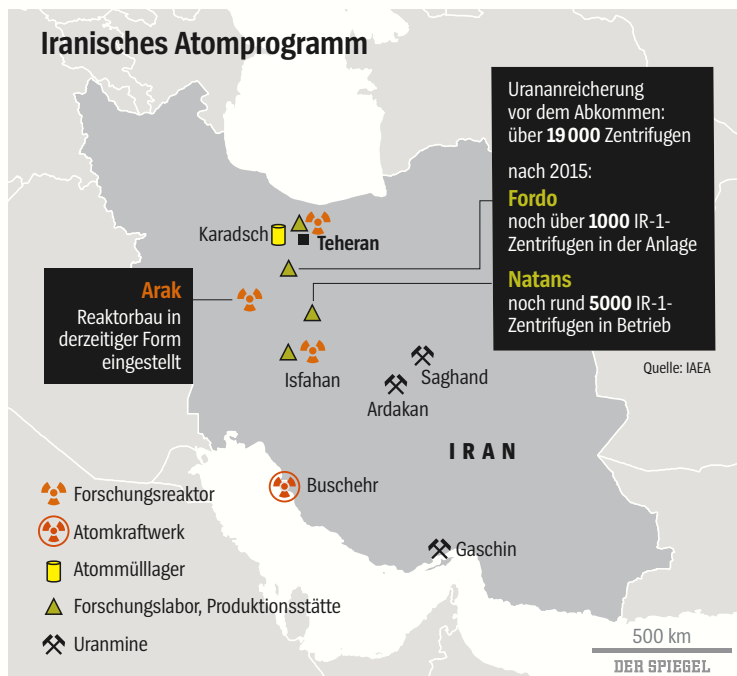 Iranisches Atomprogramm
Urananreicherung
vor dem Abkommen:
über 19 000 Zentrifugen
nach 2015:
Fordo
noch über 1000 IR-1-
Zentrifugen in der Anlage
Natans
noch rund 5000 IR-1-
Zentrifugen in Betrieb
Quelle: IAEA
Karadsch
Teheran
Arak
Reaktorbau in
derzeitiger Form
eingestellt
Isfahan
Saghand
Ardakan
IRAN
Buschehr
Gaschin
Forschungsreaktor
Atomkraftwerk
Atommülllager
Forschungslabor, Produktionsstätte
Uranmine
500 km
DER SPIEGEL